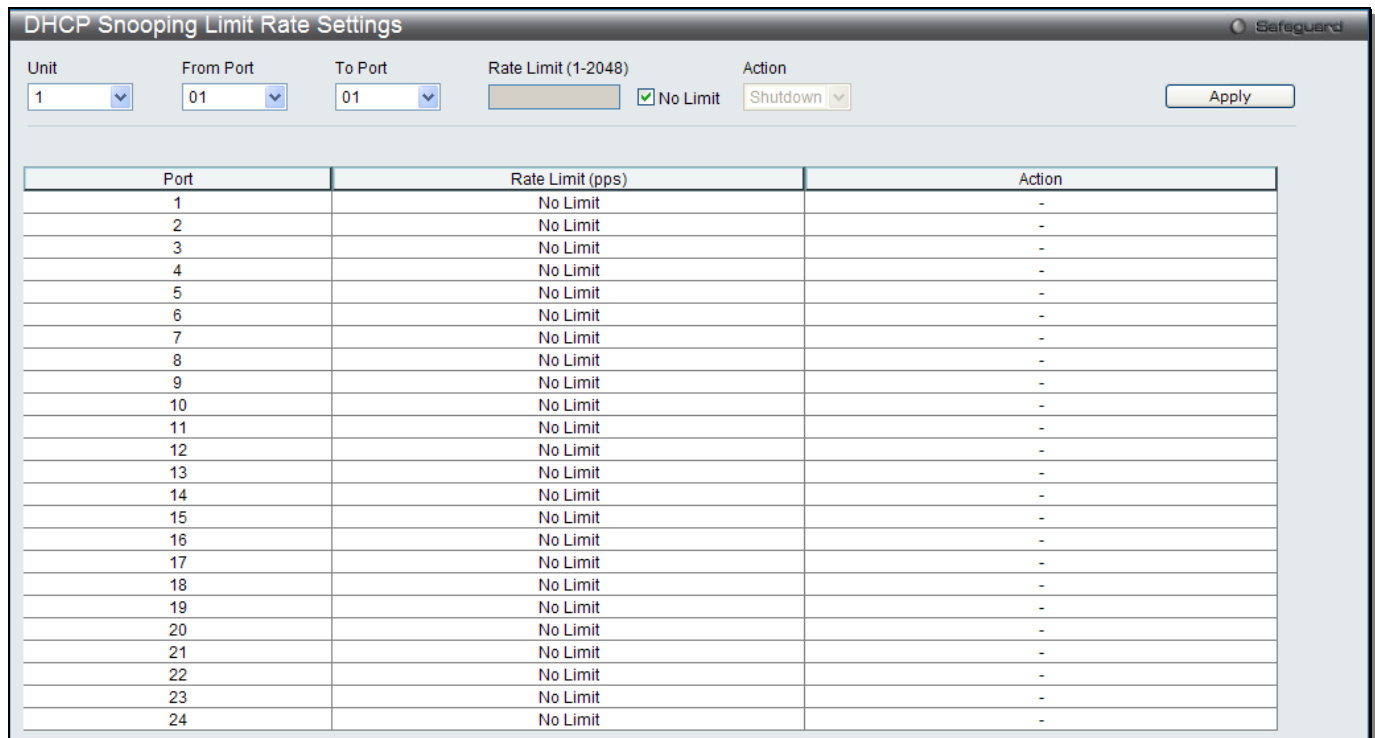 DHCP Snooping Limit Rate Settings Safeguard
Unit From Port To Port Rate Limit (1-2048) Action
1 01 01 No Limit Shutdown Apply
Port Rate Limit (pps) Action
1 No Limit -
2 No Limit -
3 No Limit -
4 No Limit -
5 No Limit -
6 No Limit -
7 No Limit -
8 No Limit -
9 No Limit -
10 No Limit -
11 No Limit -
12 No Limit -
13 No Limit -
14 No Limit -
15 No Limit -
16 No Limit -
17 No Limit -
18 No Limit -
19 No Limit -
20 No Limit -
21 No Limit -
22 No Limit -
23 No Limit -
24 No Limit -